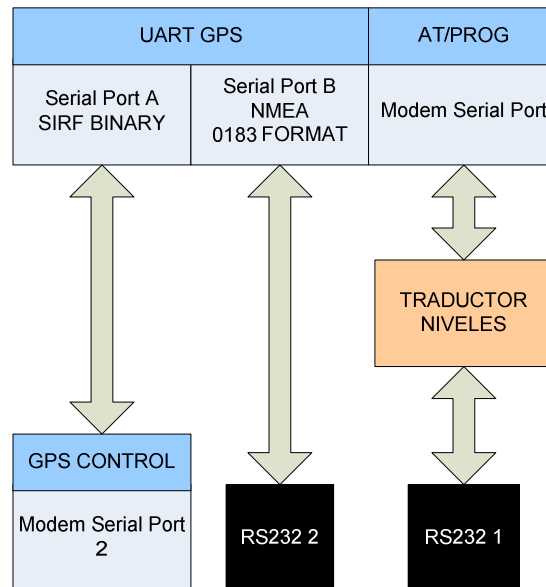 UART GPS
AT/PROG
Serial Port A
SIRF BINARY
Serial Port B
NMEA
0183 FORMAT
Modem Serial Port
TRADUCTOR
NIVELES
GPS CONTROL
Modem Serial Port
2
RS232 2
RS232 1